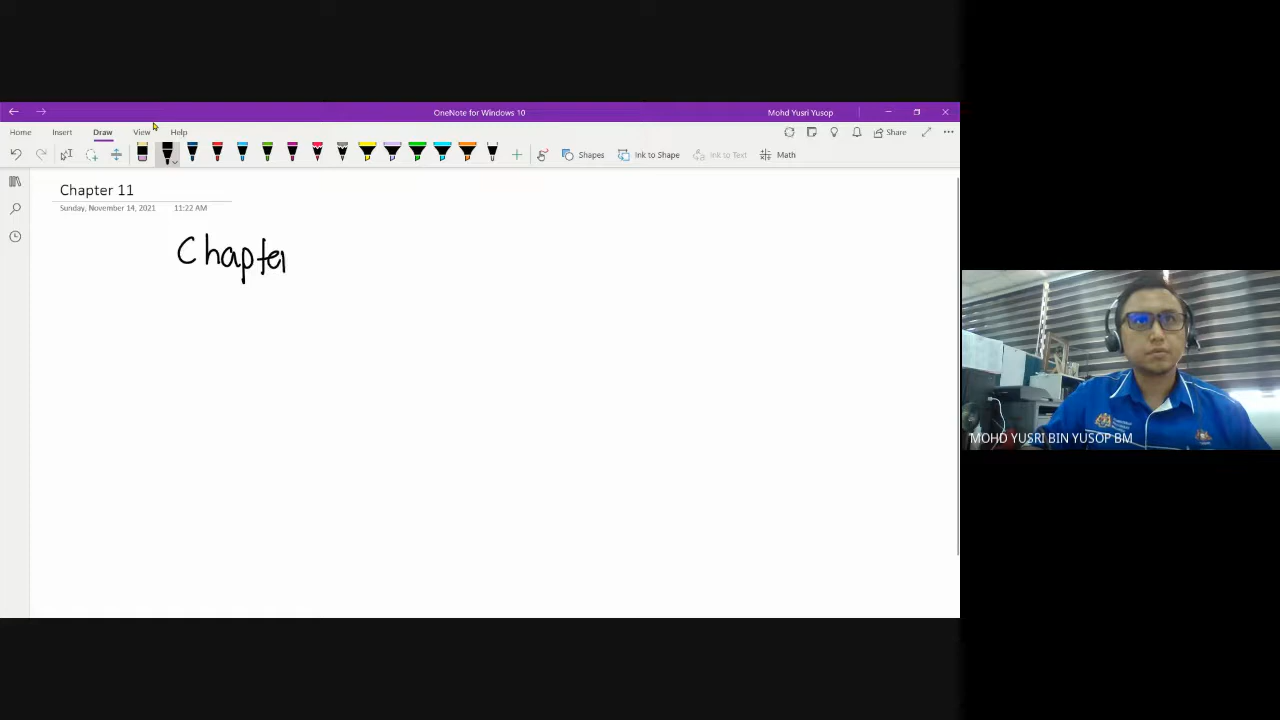 OneNote for Windows 10
Mohd Yusri Yusop
Home Insert Draw View Help
Share
Shapes Ink to Shape Ink to Text Math
Chapter 11
Sunday, November 14, 2021 11:22 AM
Chapter
MOHD YUSRI BIN YUSOP BM